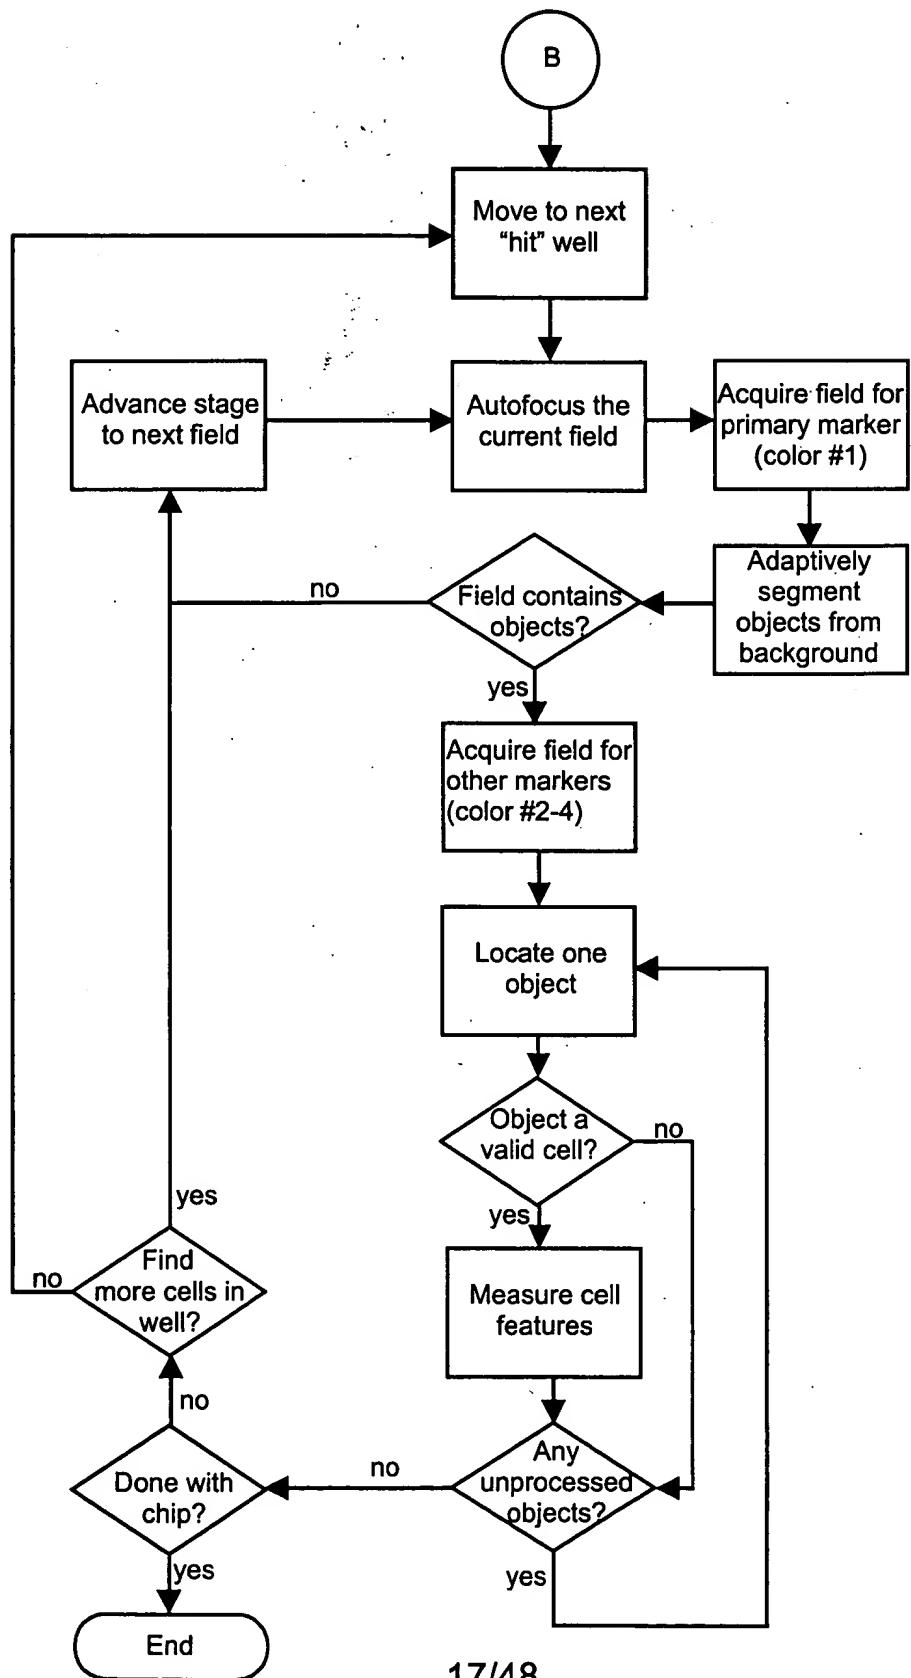 B
Move to next
“hit” well
Advance stage
to next field
Autofocus the
current field
Acquire field for
primary marker
(color #1)
Adaptively
segment
objects from
background
Field contains
objects?
no
yes
Acquire field for
other markers
(color #2-4)
Locate one
object
Object a
valid cell?
no
yes
Measure cell
features
yes
Find
more cells in
well?
no
no
Any
unprocessed
objects?
no
Done with
chip?
yes
yes
End
17/48